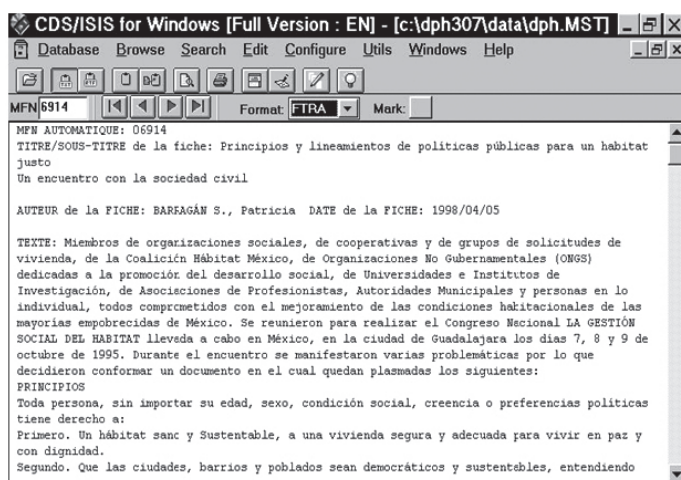 CDS/ISIS for Windows [Full Version : EN] - [c:\dph307\data\dph.MST]
Database Browse Search Edit Configure Utils Windows Help
MFN 6914 Format: FTRA Mark:
MFN AUTOMATIQUE: 06914
TITRE/SOUS-TITRE de la fiche: Principios y lineamientos de politicas públicas para un habitat
justo
Un encuentro con la sociedad civil
AUTEUR de la FICHE: BARRAGÁN S., Patricia DATE de la FICHE: 1998/04/05
TEXTE: Miembros de organizaciones sociales, de cooperativas y de grupos de solicitudes de
vivienda, de la Coalición Hábitat México, de Organizaciones No Gubernamentales (ONGS)
dedicadas a la promoción del desarrollo social, de Universidades e Institutos de
Investigación, de Asociaciones de Profesionistas, Autoridades Municipales y personas en lo
individual, todos comprometidos con el mejoramiento de las condiciones habitacionales de las
mayorías empobrecidas de México. Se reunieron para realizar el Congreso Nacional LA GESTIÓN
SOCIAL DEL HABITAT llevada a cabo en México, en la ciudad de Guadalajara los días 7, 8 y 9 de
octubre de 1995. Durante el encuentro se manifestaron varias problemáticas por lo que
decidieron conformar un documento en el cual quedan plasmadas los siguientes:
PRINCIPIOS
Toda persona, sin importar su edad, sexo, condición social, creencia o preferencias políticas
tiene derecho a:
Primero. Un hábitat sano y Sustentable, a una vivienda segura y adecuada para vivir en paz y
con dignidad.
Segundo. Que las ciudades, barrios y poblados sean democráticos y sustentables, entendiendo